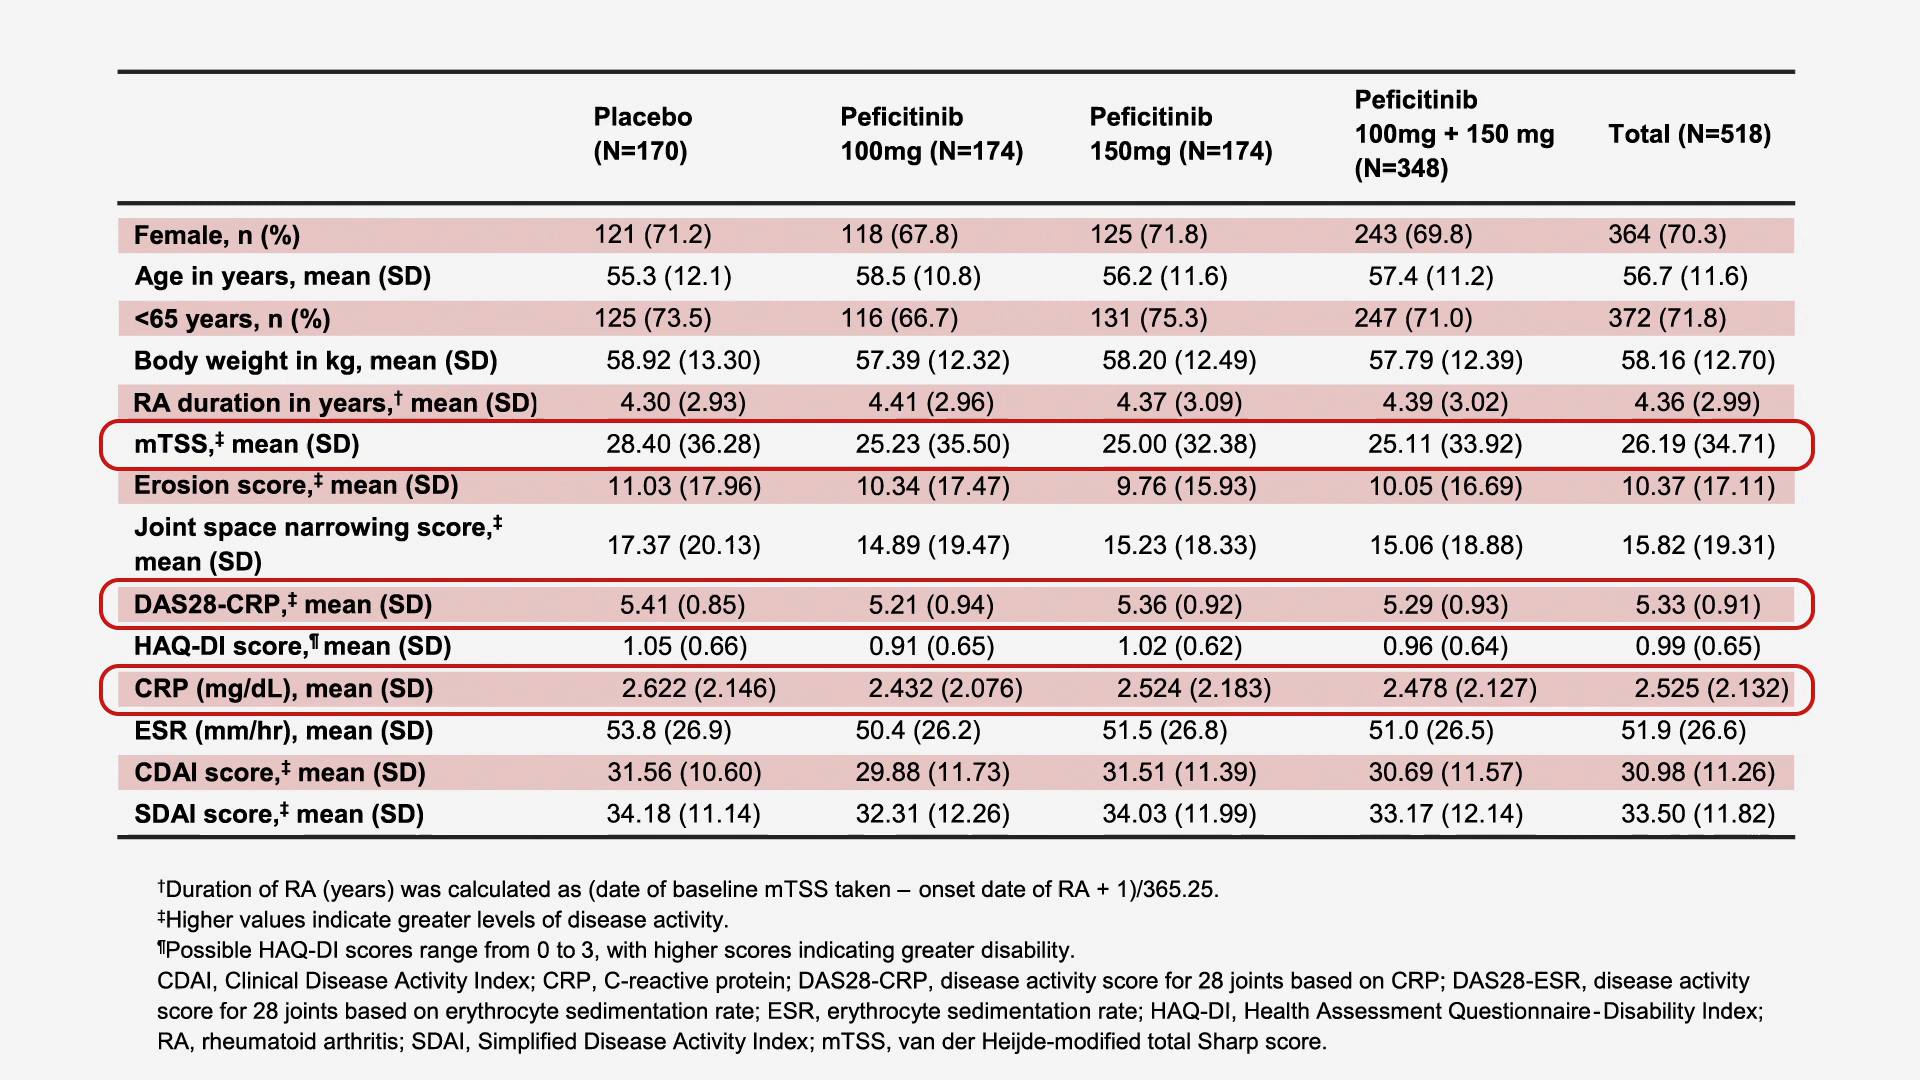 Placebo (N=170) Peficitinib 100mg (N=174) Peficitinib 150mg (N=174) Peficitinib 100mg + 150 mg (N=348) Total (N=518)
Female, n (%) 121 (71.2) 118 (67.8) 125 (71.8) 243 (69.8) 364 (70.3)
Age in years, mean (SD) 55.3 (12.1) 58.5 (10.8) 56.2 (11.6) 57.4 (11.2) 56.7 (11.6)
<65 years, n (%) 125 (73.5) 116 (66.7) 131 (75.3) 247 (71.0) 372 (71.8)
Body weight in kg, mean (SD) 58.92 (13.30) 57.39 (12.32) 58.20 (12.49) 57.79 (12.39) 58.16 (12.70)
RA duration in years,† mean (SD) 4.30 (2.93) 4.41 (2.96) 4.37 (3.09) 4.39 (3.02) 4.36 (2.99)
mTSS,‡ mean (SD) 28.40 (36.28) 25.23 (35.50) 25.00 (32.38) 25.11 (33.92) 26.19 (34.71)
Erosion score,‡ mean (SD) 11.03 (17.96) 10.34 (17.47) 9.76 (15.93) 10.05 (16.69) 10.37 (17.11)
Joint space narrowing score,‡
mean (SD) 17.37 (20.13) 14.89 (19.47) 15.23 (18.33) 15.06 (18.88) 15.82 (19.31)
DAS28-CRP,‡ mean (SD) 5.41 (0.85) 5.21 (0.94) 5.36 (0.92) 5.29 (0.93) 5.33 (0.91)
HAQ-DI score,¶ mean (SD) 1.05 (0.66) 0.91 (0.65) 1.02 (0.62) 0.96 (0.64) 0.99 (0.65)
CRP (mg/dL), mean (SD) 2.622 (2.146) 2.432 (2.076) 2.524 (2.183) 2.478 (2.127) 2.525 (2.132)
ESR (mm/hr), mean (SD) 53.8 (26.9) 50.4 (26.2) 51.5 (26.8) 51.0 (26.5) 51.9 (26.6)
CDAI score,‡ mean (SD) 31.56 (10.60) 29.88 (11.73) 31.51 (11.39) 30.69 (11.57) 30.98 (11.26)
SDAI score,‡ mean (SD) 34.18 (11.14) 32.31 (12.26) 34.03 (11.99) 33.17 (12.14) 33.50 (11.82)
†Duration of RA (years) was calculated as (date of baseline mTSS taken – onset date of RA + 1)/365.25.
‡Higher values indicate greater levels of disease activity.
¶Possible HAQ-DI scores range from 0 to 3, with higher scores indicating greater disability.
CDAI, Clinical Disease Activity Index; CRP, C-reactive protein; DAS28-CRP, disease activity score for 28 joints based on CRP; DAS28-ESR, disease activity
score for 28 joints based on erythrocyte sedimentation rate; ESR, erythrocyte sedimentation rate; HAQ-DI, Health Assessment Questionnaire-Disability Index;
RA, rheumatoid arthritis; SDAI, Simplified Disease Activity Index; mTSS, van der Heijde-modified total Sharp score.